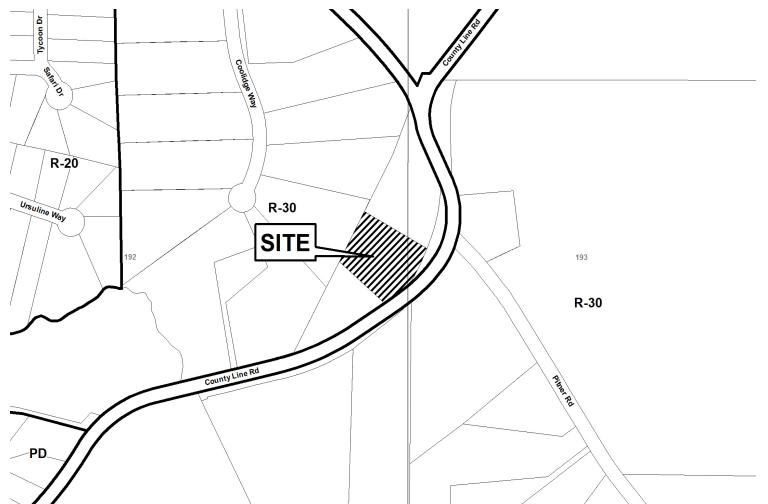 Tycoon Dr
County Line Rd
Safari Dr
Coolidge Way
R-20
Ursuline Way
R-30
SITE
192
193
R-30
County Line Rd
Pitner Rd
PD